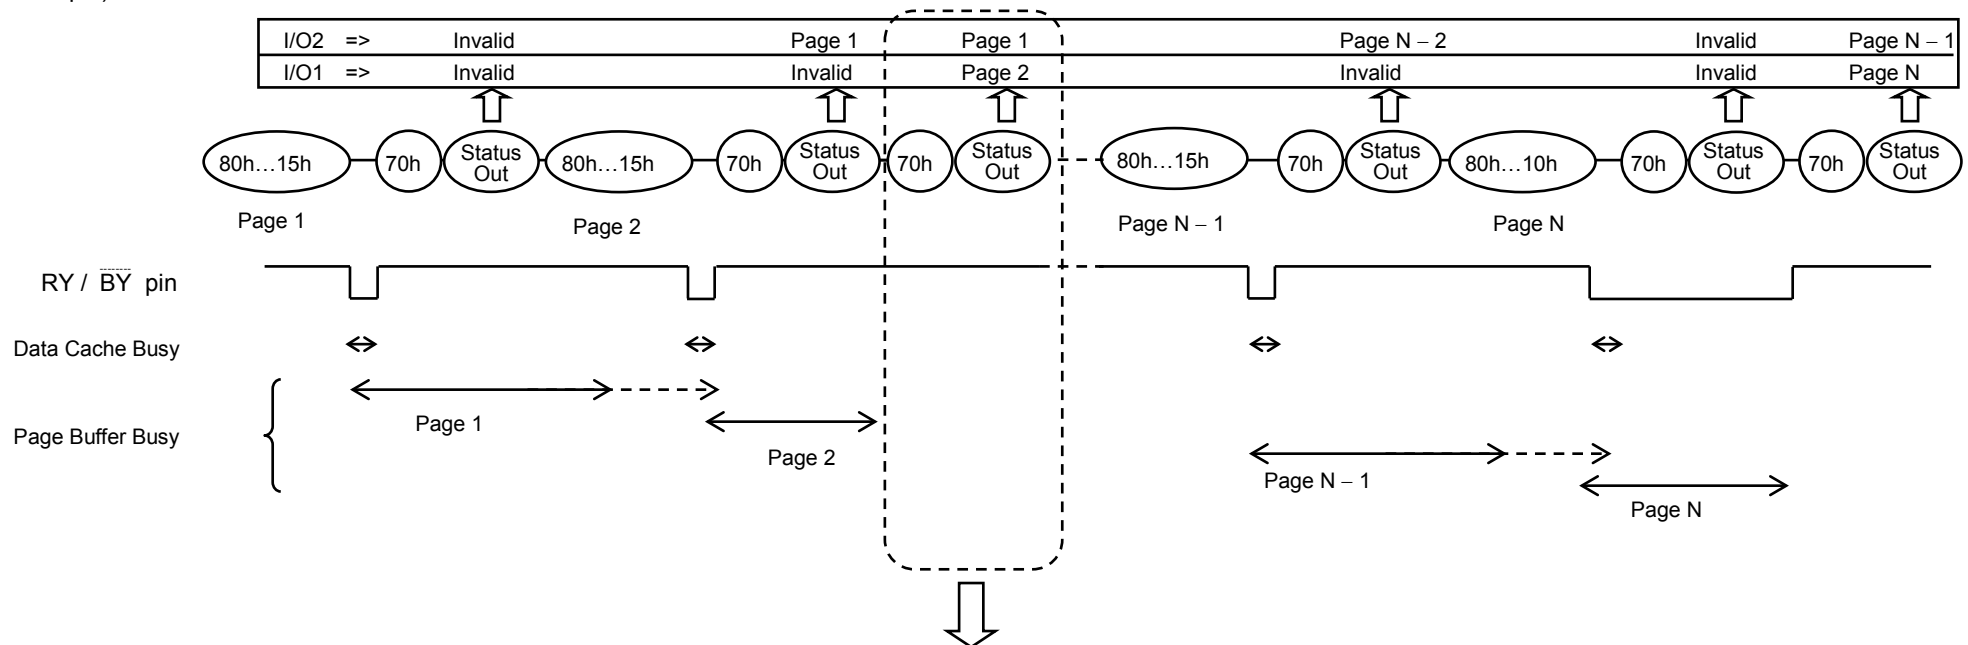 I/O2 => Invalid Page 1 Page 1 Page N – 2 Invalid Page N – 1
I/O1 => Invalid Invalid Page 2 Invalid Invalid Page N
80h…15h 70h Status Out 80h…15h 70h Status Out 70h Status Out 80h…15h 70h Status Out 80h…10h 70h Status Out 70h Status Out
Page 1 Page 2 Page N – 1 Page N
RY / BY pin
Data Cache Busy
Page 1
Page Buffer Busy
Page 2
Page N – 1
Page N